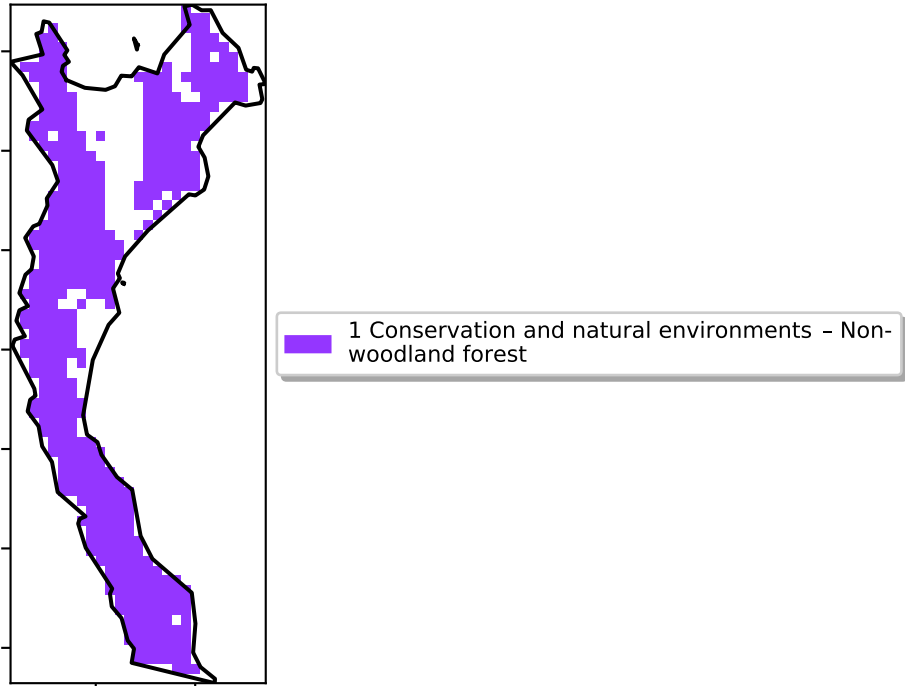 1 Conservation and natural environments – Non-
woodland forest